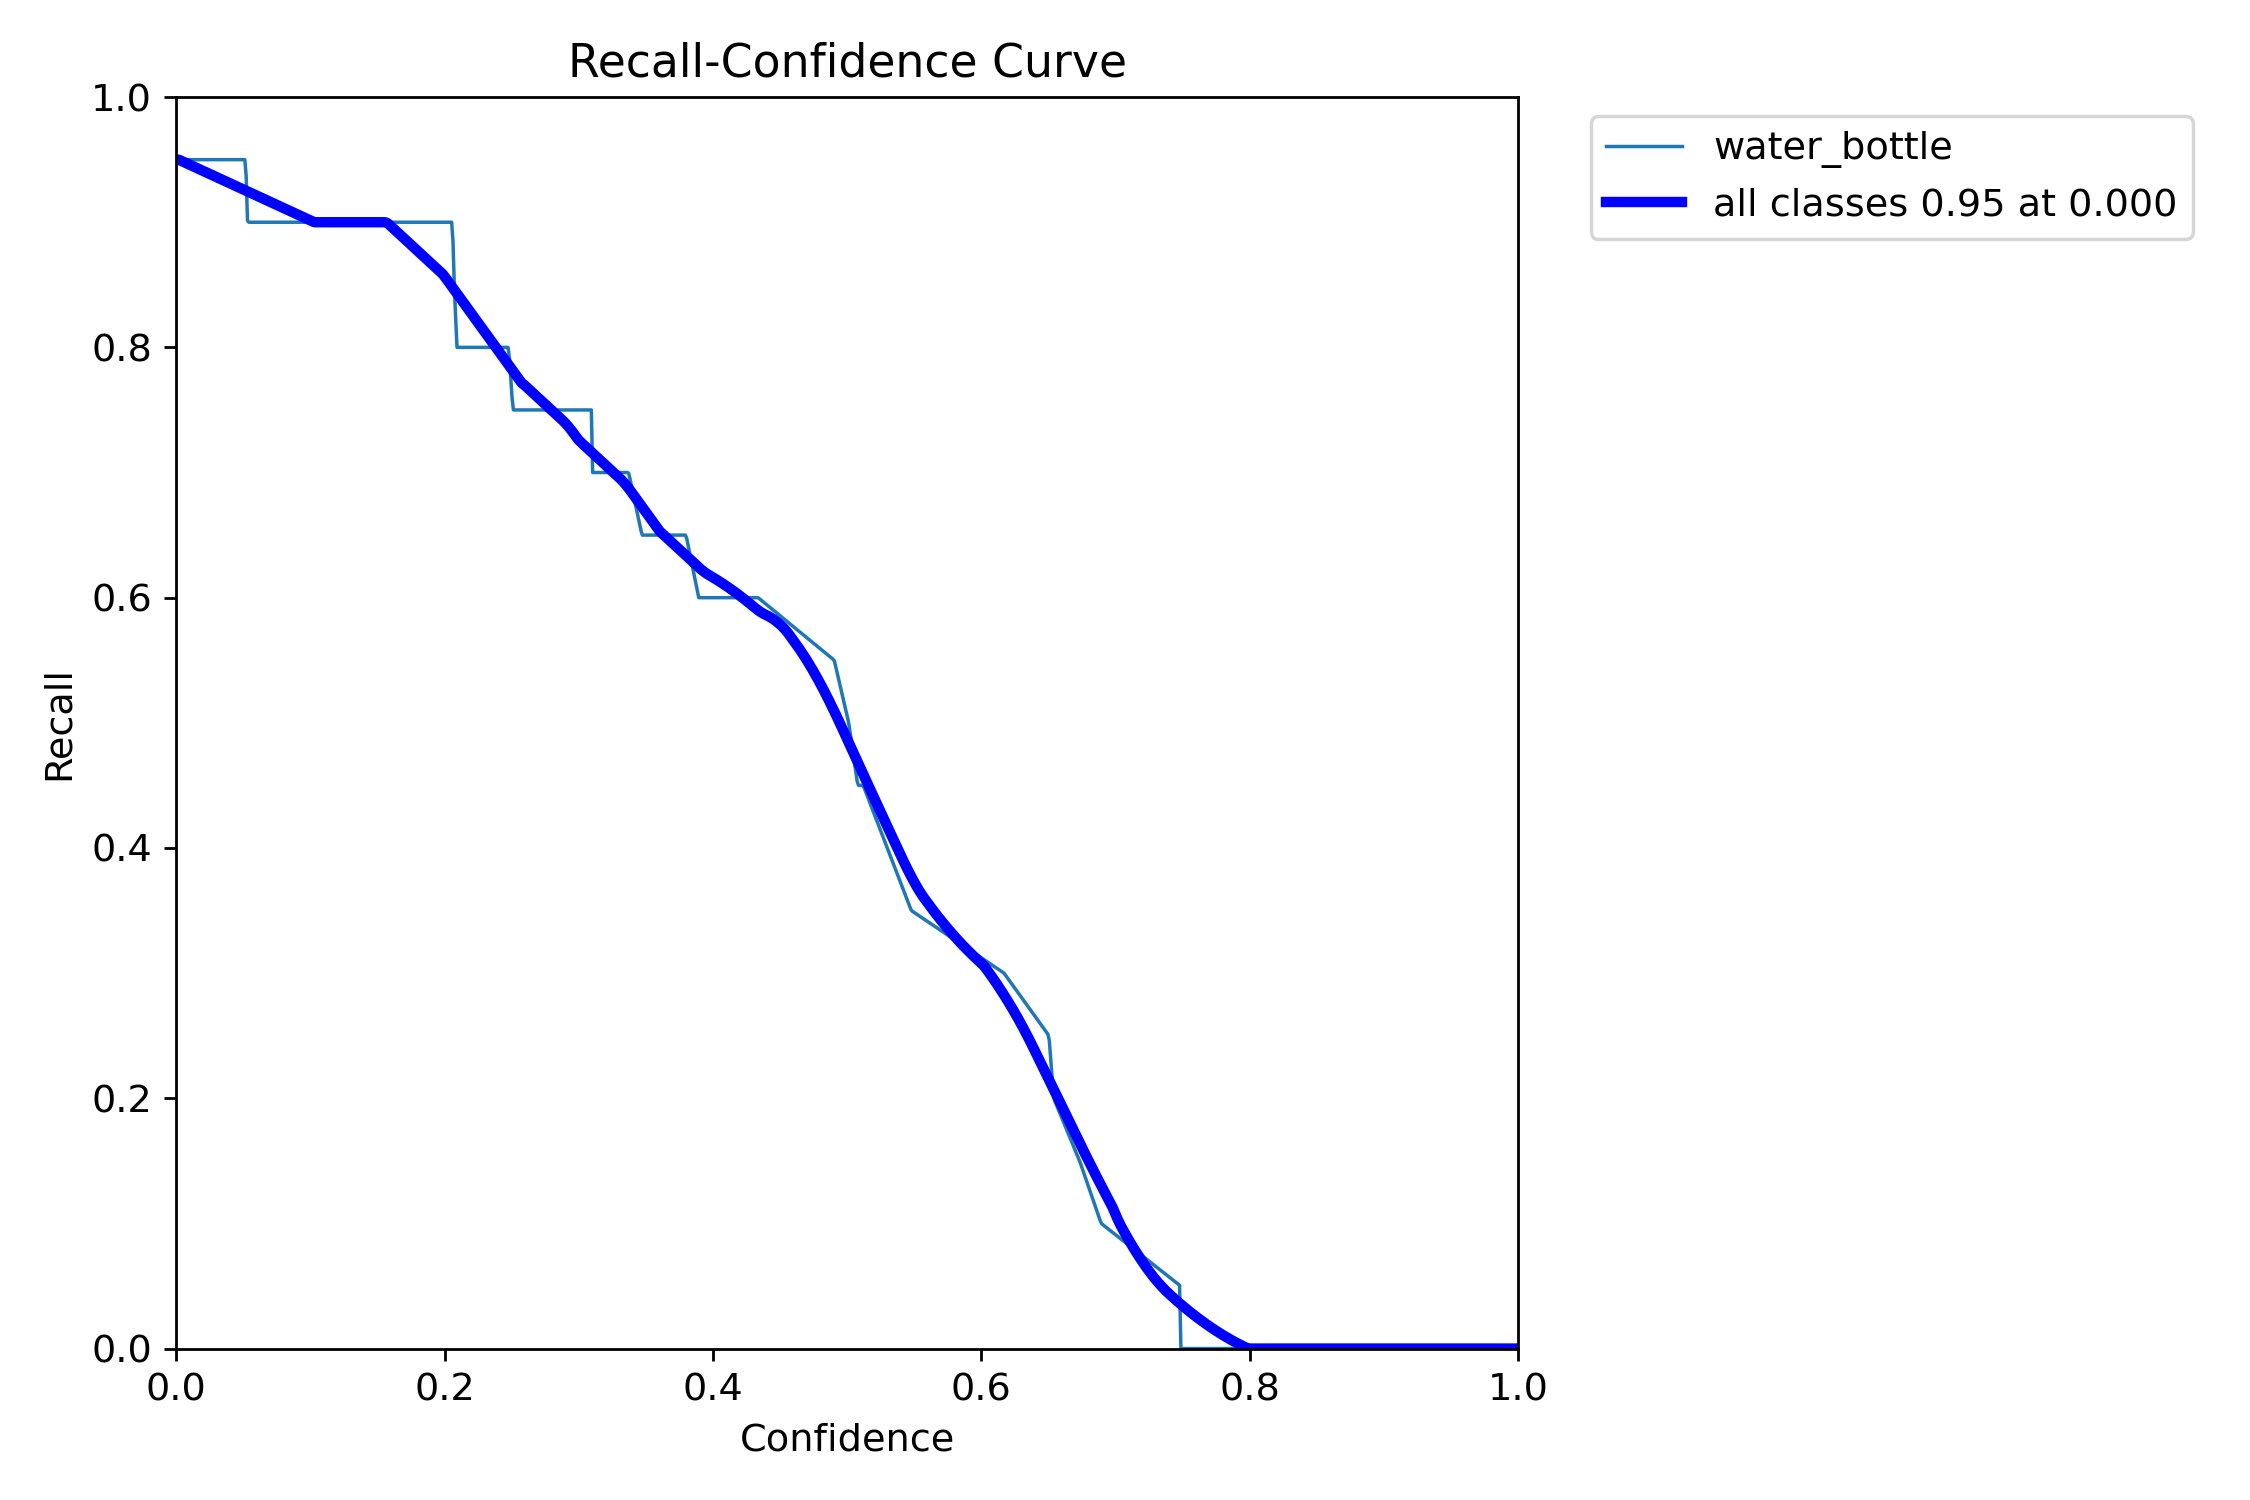 Recall-Confidence Curve
1.0
0.8
0.6
0.4
0.2
0.0
Recall
0.0 0.2 0.4 0.6 0.8 1.0
Confidence
water_bottle
all classes 0.95 at 0.000